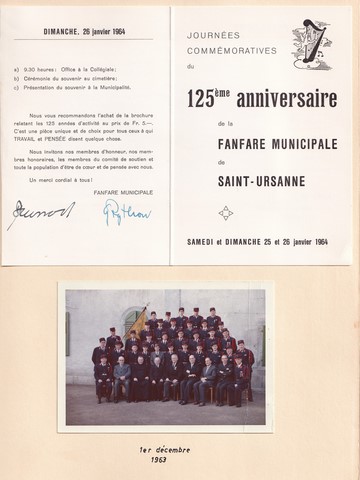 DIMANCHE, 26 janvier 1964
a) 9.30 heures: Office à la Collégiale;
b) Cérémonie du souvenir au cimetière;
c) Présentation du souvenir à la Municipalité.
Nous vous recommandons l'achat de la brochure
relatant les 125 années d'activité au prix de Fr. 5.—.
C'est une pièce unique et de choix pour tous ceux à qui
TRAVAIL et PENSÉE disent quelque chose.
Nous invitons nos membres d'honneur, nos mem-
bres honoraires, les membres du comité de soutien et
toute la population d'être de cœur et de pensée avec nous.
Un merci cordial à tous!
FANFARE MUNICIPALE
JOURNÉES
COMMÉMORATIVES
du
125ème anniversaire
de la
FANFARE MUNICIPALE
de
SAINT-URSANNE
SAMEDI et DIMANCHE 25 et 26 janvier 1964
1er décembre
1963